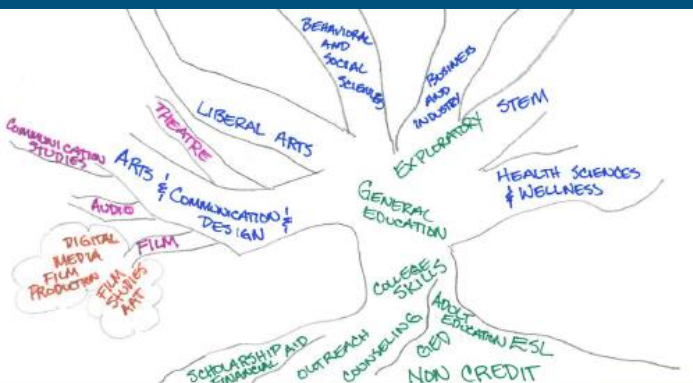 BEHAVIORAL
AND
SOCIAL
SCIENCES
BUSINESS
AND
INDUSTRY
STEM
EXPLORATORY
LIBERAL ARTS
THEATRE
COMMUNICATION
STUDIES
ARTS & COMMUNICATION &
DESIGN
AUDIO
FILM
DIGITAL
MEDIA
FILM
PRODUCTION
FILM
STUDIES
AAT
HEALTH SCIENCES
& WELLNESS
GENERAL
EDUCATION
COLLEGE
SKILLS
SCHOLARSHIP AID
FINANCIAL
OUTREACH
COUNSELING
GED
ADULT
EDUCATION ESL
NON CREDIT